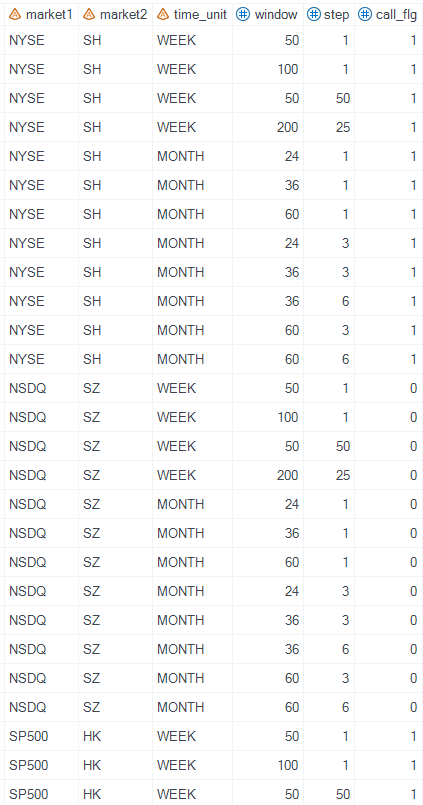 market1 market2 time_unit window step call_flg
NYSE SH WEEK 50 1 1
NYSE SH WEEK 100 1 1
NYSE SH WEEK 50 50 1
NYSE SH WEEK 200 25 1
NYSE SH MONTH 24 1 1
NYSE SH MONTH 36 1 1
NYSE SH MONTH 60 1 1
NYSE SH MONTH 24 3 1
NYSE SH MONTH 36 3 1
NYSE SH MONTH 36 6 1
NYSE SH MONTH 60 3 1
NYSE SH MONTH 60 6 1
NSDQ SZ WEEK 50 1 0
NSDQ SZ WEEK 100 1 0
NSDQ SZ WEEK 50 50 0
NSDQ SZ WEEK 200 25 0
NSDQ SZ MONTH 24 1 0
NSDQ SZ MONTH 36 1 0
NSDQ SZ MONTH 60 1 0
NSDQ SZ MONTH 24 3 0
NSDQ SZ MONTH 36 3 0
NSDQ SZ MONTH 36 6 0
NSDQ SZ MONTH 60 3 0
NSDQ SZ MONTH 60 6 0
SP500 HK WEEK 50 1 1
SP500 HK WEEK 100 1 1
SP500 HK WEEK 50 50 1